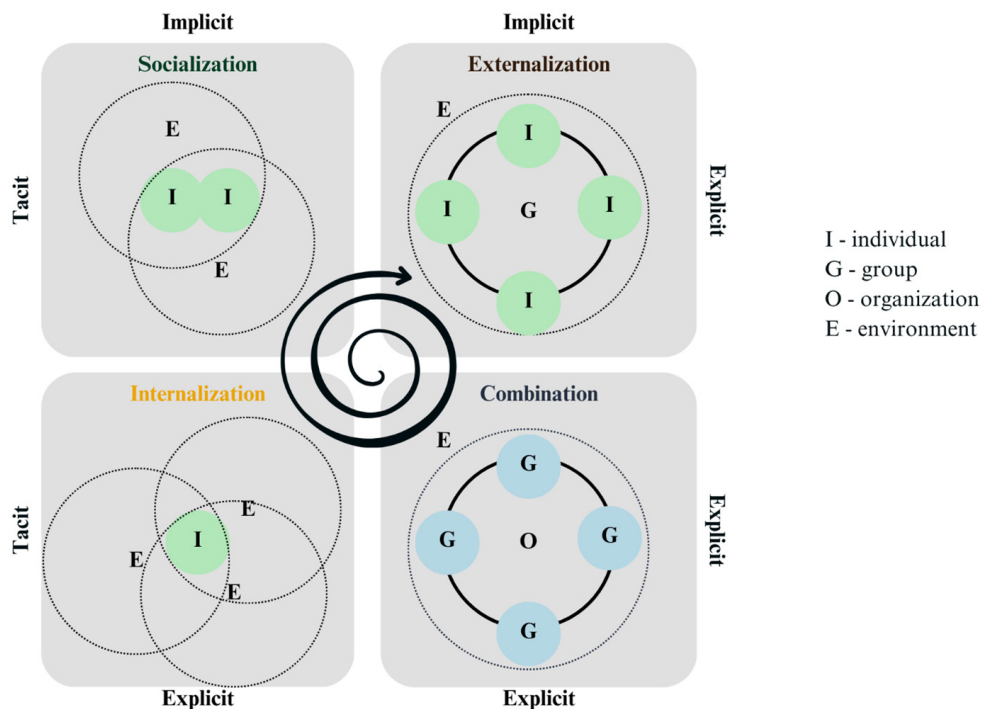 Implicit
Implicit
Socialization
Externalization
E
E
I
I
I
I
G
I
I
E
Tacit
Explicit
I - individual
G - group
O - organization
E - environment
Internalization
Combination
E
E
I
E
E
G
G
O
G
G
Tacit
Explicit
Explicit
Explicit